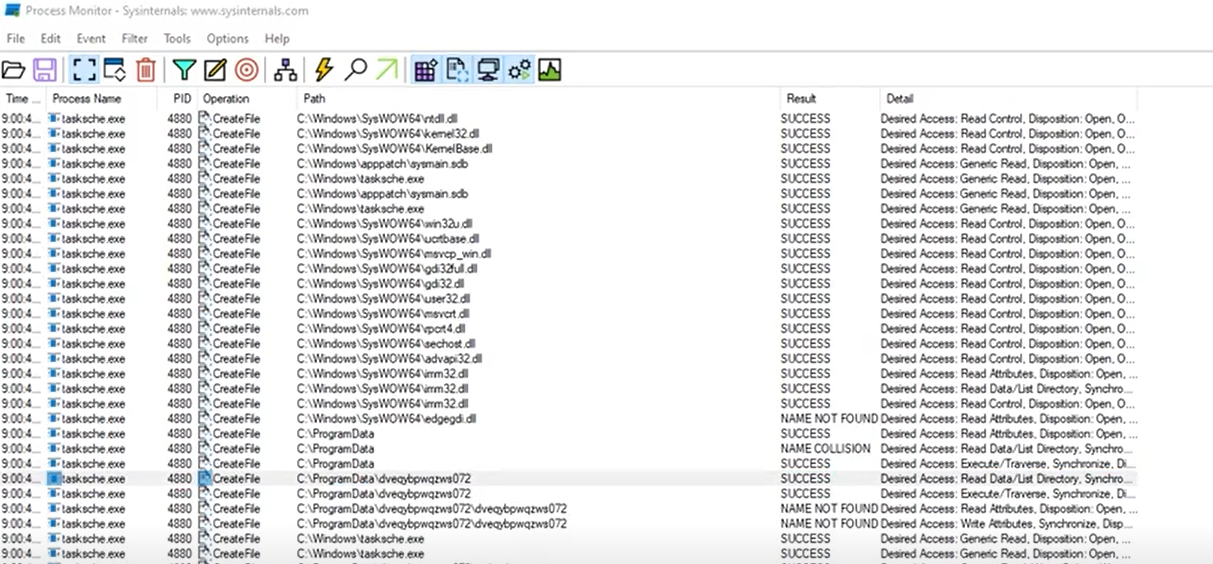 Process Monitor - Sysinternals: www.sysinternals.com
File Edit Event Filter Tools Options Help
Time ... Process Name PID Operation Path Result Detail
9:00:4... tasksche.exe 4880 CreateFile C:\Windows\SysWOW64\ntdll.dll SUCCESS Desired Access: Read Control, Disposition: Open, O...
9:00:4... tasksche.exe 4880 CreateFile C:\Windows\SysWOW64\kernel32.dll SUCCESS Desired Access: Read Control, Disposition: Open, O...
9:00:4... tasksche.exe 4880 CreateFile C:\Windows\SysWOW64\KernelBase.dll SUCCESS Desired Access: Read Control, Disposition: Open, O...
9:00:4... tasksche.exe 4880 CreateFile C:\Windows\apppatch\sysmain.sdb SUCCESS Desired Access: Generic Read, Disposition: Open, ...
9:00:4... tasksche.exe 4880 CreateFile C:\Windows\tasksche.exe SUCCESS Desired Access: Generic Read, Disposition: Open, ...
9:00:4... tasksche.exe 4880 CreateFile C:\Windows\apppatch\sysmain.sdb SUCCESS Desired Access: Generic Read, Disposition: Open, ...
9:00:4... tasksche.exe 4880 CreateFile C:\Windows\tasksche.exe SUCCESS Desired Access: Generic Read, Disposition: Open, ...
9:00:4... tasksche.exe 4880 CreateFile C:\Windows\SysWOW64\win32u.dll SUCCESS Desired Access: Read Control, Disposition: Open, O...
9:00:4... tasksche.exe 4880 CreateFile C:\Windows\SysWOW64\ucrtbase.dll SUCCESS Desired Access: Read Control, Disposition: Open, O...
9:00:4... tasksche.exe 4880 CreateFile C:\Windows\SysWOW64\msvcp_win.dll SUCCESS Desired Access: Read Control, Disposition: Open, O...
9:00:4... tasksche.exe 4880 CreateFile C:\Windows\SysWOW64\gdi32full.dll SUCCESS Desired Access: Read Control, Disposition: Open, O...
9:00:4... tasksche.exe 4880 CreateFile C:\Windows\SysWOW64\gdi32.dll SUCCESS Desired Access: Read Control, Disposition: Open, O...
9:00:4... tasksche.exe 4880 CreateFile C:\Windows\SysWOW64\user32.dll SUCCESS Desired Access: Read Control, Disposition: Open, O...
9:00:4... tasksche.exe 4880 CreateFile C:\Windows\SysWOW64\msvcrt.dll SUCCESS Desired Access: Read Control, Disposition: Open, O...
9:00:4... tasksche.exe 4880 CreateFile C:\Windows\SysWOW64\rpcrt4.dll SUCCESS Desired Access: Read Control, Disposition: Open, O...
9:00:4... tasksche.exe 4880 CreateFile C:\Windows\SysWOW64\sechost.dll SUCCESS Desired Access: Read Control, Disposition: Open, O...
9:00:4... tasksche.exe 4880 CreateFile C:\Windows\SysWOW64\advapi32.dll SUCCESS Desired Access: Read Control, Disposition: Open, O...
9:00:4... tasksche.exe 4880 CreateFile C:\Windows\SysWOW64\imm32.dll SUCCESS Desired Access: Read Attributes, Disposition: Open, ...
9:00:4... tasksche.exe 4880 CreateFile C:\Windows\SysWOW64\imm32.dll SUCCESS Desired Access: Read Data/List Directory, Synchro...
9:00:4... tasksche.exe 4880 CreateFile C:\Windows\SysWOW64\imm32.dll SUCCESS Desired Access: Read Control, Disposition: Open, O...
9:00:4... tasksche.exe 4880 CreateFile C:\Windows\SysWOW64\edgegdi.dll NAME NOT FOUND Desired Access: Read Attributes, Disposition: Open, ...
9:00:4... tasksche.exe 4880 CreateFile C:\ProgramData SUCCESS Desired Access: Read Attributes, Disposition: Open, ...
9:00:4... tasksche.exe 4880 CreateFile C:\ProgramData NAME COLLISION Desired Access: Read Data/List Directory, Synchro...
9:00:4... tasksche.exe 4880 CreateFile C:\ProgramData SUCCESS Desired Access: Execute/Traverse, Synchronize, Di...
9:00:4... tasksche.exe 4880 CreateFile C:\ProgramData\dveqybpwqzws072 SUCCESS Desired Access: Read Data/List Directory, Synchro...
9:00:4... tasksche.exe 4880 CreateFile C:\ProgramData\dveqybpwqzws072 SUCCESS Desired Access: Execute/Traverse, Synchronize, Di...
9:00:4... tasksche.exe 4880 CreateFile C:\ProgramData\dveqybpwqzws072\dveqybpwqzws072 NAME NOT FOUND Desired Access: Read Attributes, Disposition: Open, ...
9:00:4... tasksche.exe 4880 CreateFile C:\ProgramData\dveqybpwqzws072\dveqybpwqzws072 NAME NOT FOUND Desired Access: Write Attributes, Synchronize, Disp...
9:00:4... tasksche.exe 4880 CreateFile C:\Windows\tasksche.exe SUCCESS Desired Access: Generic Read, Disposition: Open, ...
9:00:4... tasksche.exe 4880 CreateFile C:\Windows\tasksche.exe SUCCESS Desired Access: Generic Read, Disposition: Open, ...